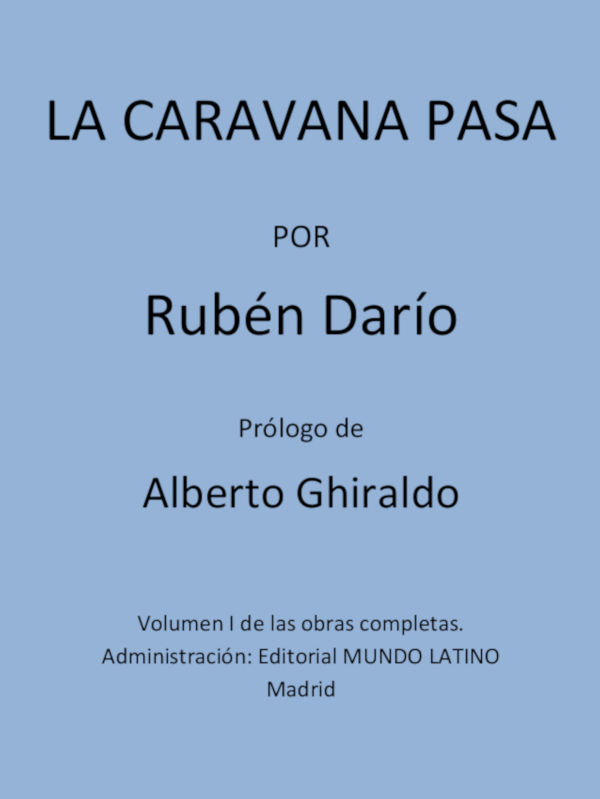 LA CARAVANA PASA
POR
Rubén Darío
Prólogo de
Alberto Ghiraldo
Volumen I de las obras completas.
Administración: Editorial MUNDO LATINO
Madrid